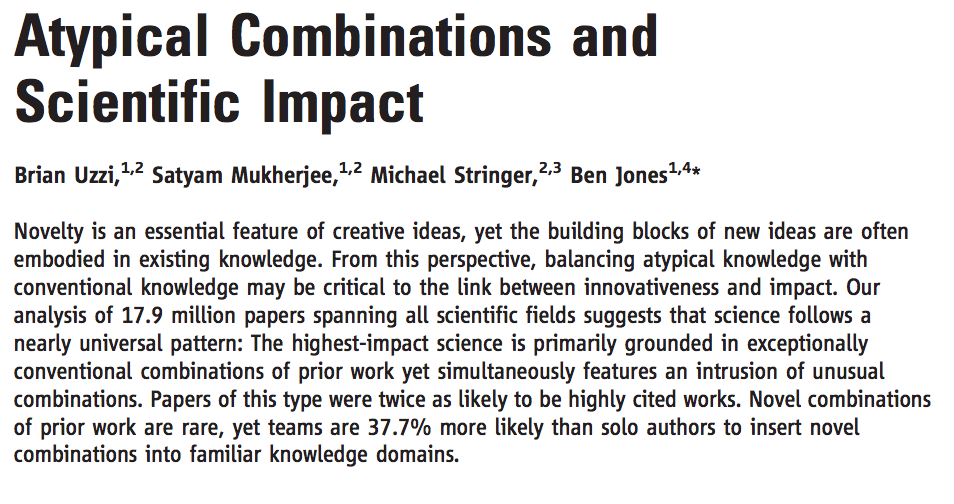 Atypical Combinations and
Scientific Impact
Brian Uzzi,1,2 Satyam Mukherjee,1,2 Michael Stringer,2,3 Ben Jones1,4*
Novelty is an essential feature of creative ideas, yet the building blocks of new ideas are often
embodied in existing knowledge. From this perspective, balancing atypical knowledge with
conventional knowledge may be critical to the link between innovativeness and impact. Our
analysis of 17.9 million papers spanning all scientific fields suggests that science follows a
nearly universal pattern: The highest-impact science is primarily grounded in exceptionally
conventional combinations of prior work yet simultaneously features an intrusion of unusual
combinations. Papers of this type were twice as likely to be highly cited works. Novel combinations
of prior work are rare, yet teams are 37.7% more likely than solo authors to insert novel
combinations into familiar knowledge domains.